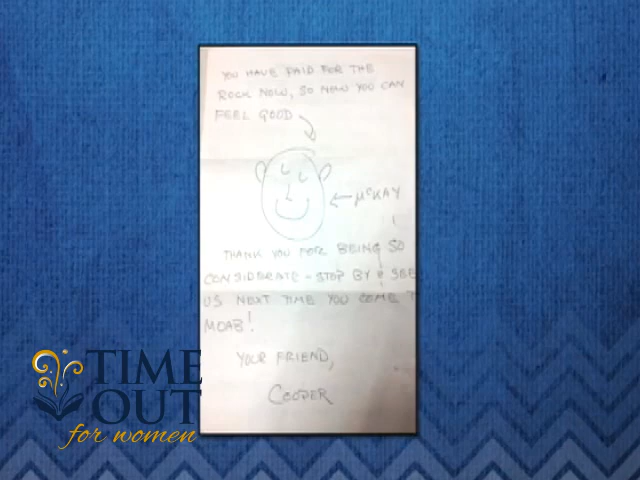 YOU HAVE PAID FOR THE
ROCK NOW, SO NOW YOU CAN
FEEL GOOD
McKAY
THANK YOU FOR BEING SO
CONSIDERATE - STOP BY & SEE
US NEXT TIME YOU COME T
MOAB!
YOUR FRIEND,
COOPER
TIME
OUT
for women